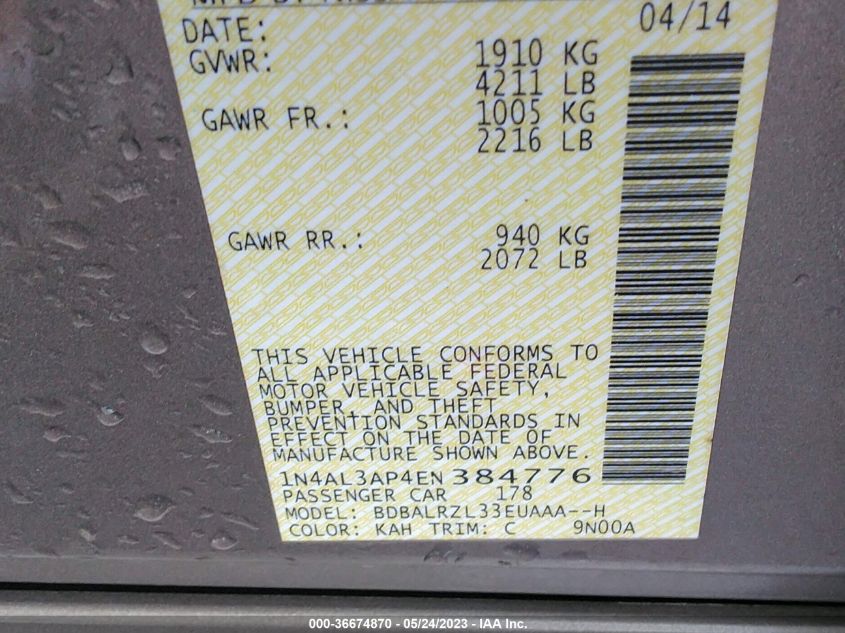 MFD BY NISS
DATE: 04/14
GVWR: 1910 KG
4211 LB
GAWR FR.: 1005 KG
2216 LB
GAWR RR.: 940 KG
2072 LB
THIS VEHICLE CONFORMS TO
ALL APPLICABLE FEDERAL
MOTOR VEHICLE SAFETY,
BUMPER, AND THEFT
PREVENTION STANDARDS IN
EFFECT ON THE DATE OF
MANUFACTURE SHOWN ABOVE.
1N4AL3AP4EN384776
PASSENGER CAR 178
MODEL: BDBALRZL33EUAAA--H
COLOR: KAH TRIM: C 9N00A
000-36674870 - 05/24/2023 - IAA Inc.